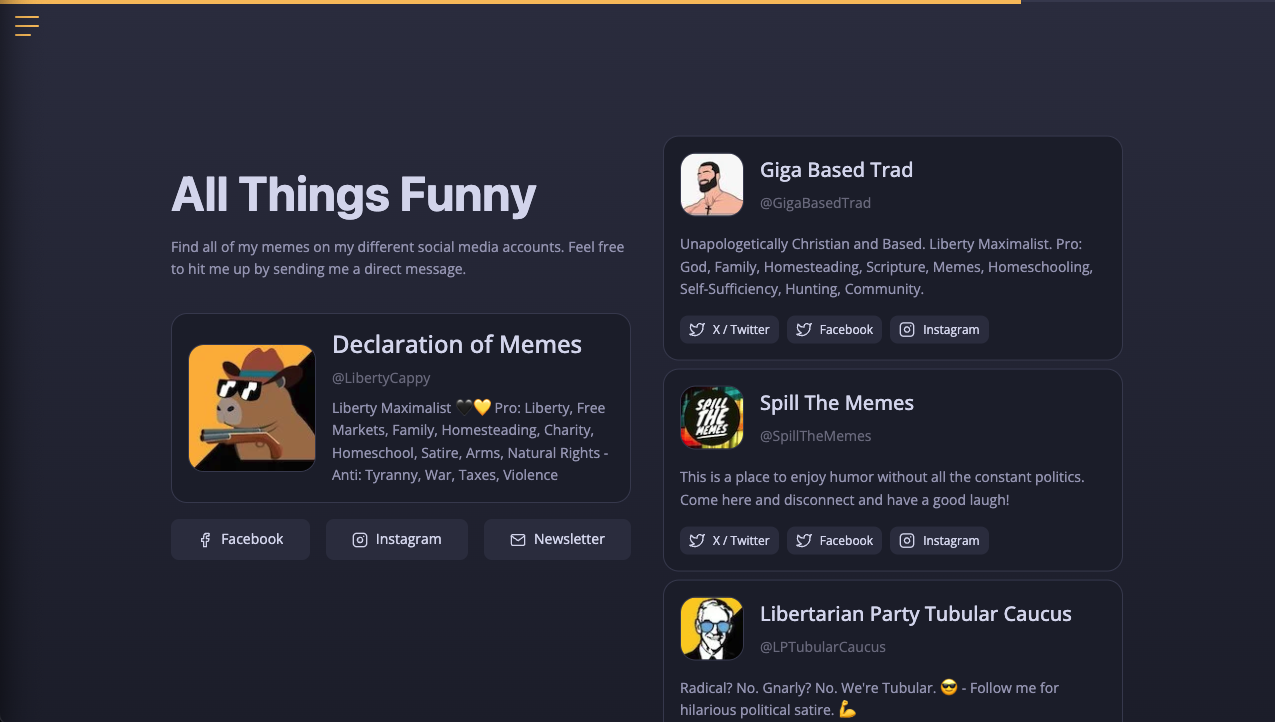 All Things Funny
Find all of my memes on my different social media accounts. Feel free
to hit me up by sending me a direct message.
Declaration of Memes
@LibertyCappy
Liberty Maximalist 🖤💛 Pro: Liberty, Free
Markets, Family, Homesteading, Charity,
Homeschool, Satire, Arms, Natural Rights -
Anti: Tyranny, War, Taxes, Violence
Facebook
Instagram
Newsletter
Giga Based Trad
@GigaBasedTrad
Unapologetically Christian and Based. Liberty Maximalist. Pro:
God, Family, Homesteading, Scripture, Memes, Homeschooling,
Self-Sufficiency, Hunting, Community.
X / Twitter
Facebook
Instagram
SPILL
THE
MEMES
Spill The Memes
@SpillTheMemes
This is a place to enjoy humor without all the constant politics.
Come here and disconnect and have a good laugh!
X / Twitter
Facebook
Instagram
Libertarian Party Tubular Caucus
@LPTubularCaucus
Radical? No. Gnarly? No. We're Tubular. 😎 - Follow me for
hilarious political satire. 💪